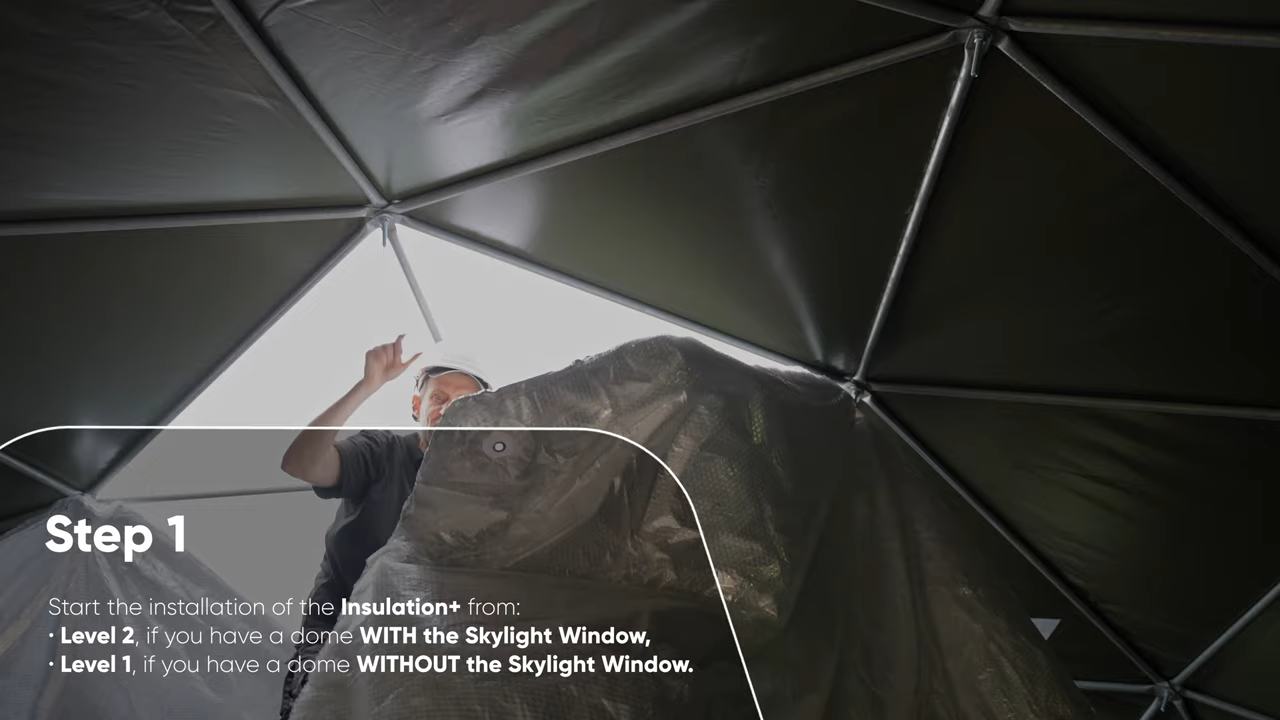 Step 1
Start the installation of the Insulation+ from:
• Level 2, if you have a dome WITH the Skylight Window,
• Level 1, if you have a dome WITHOUT the Skylight Window.